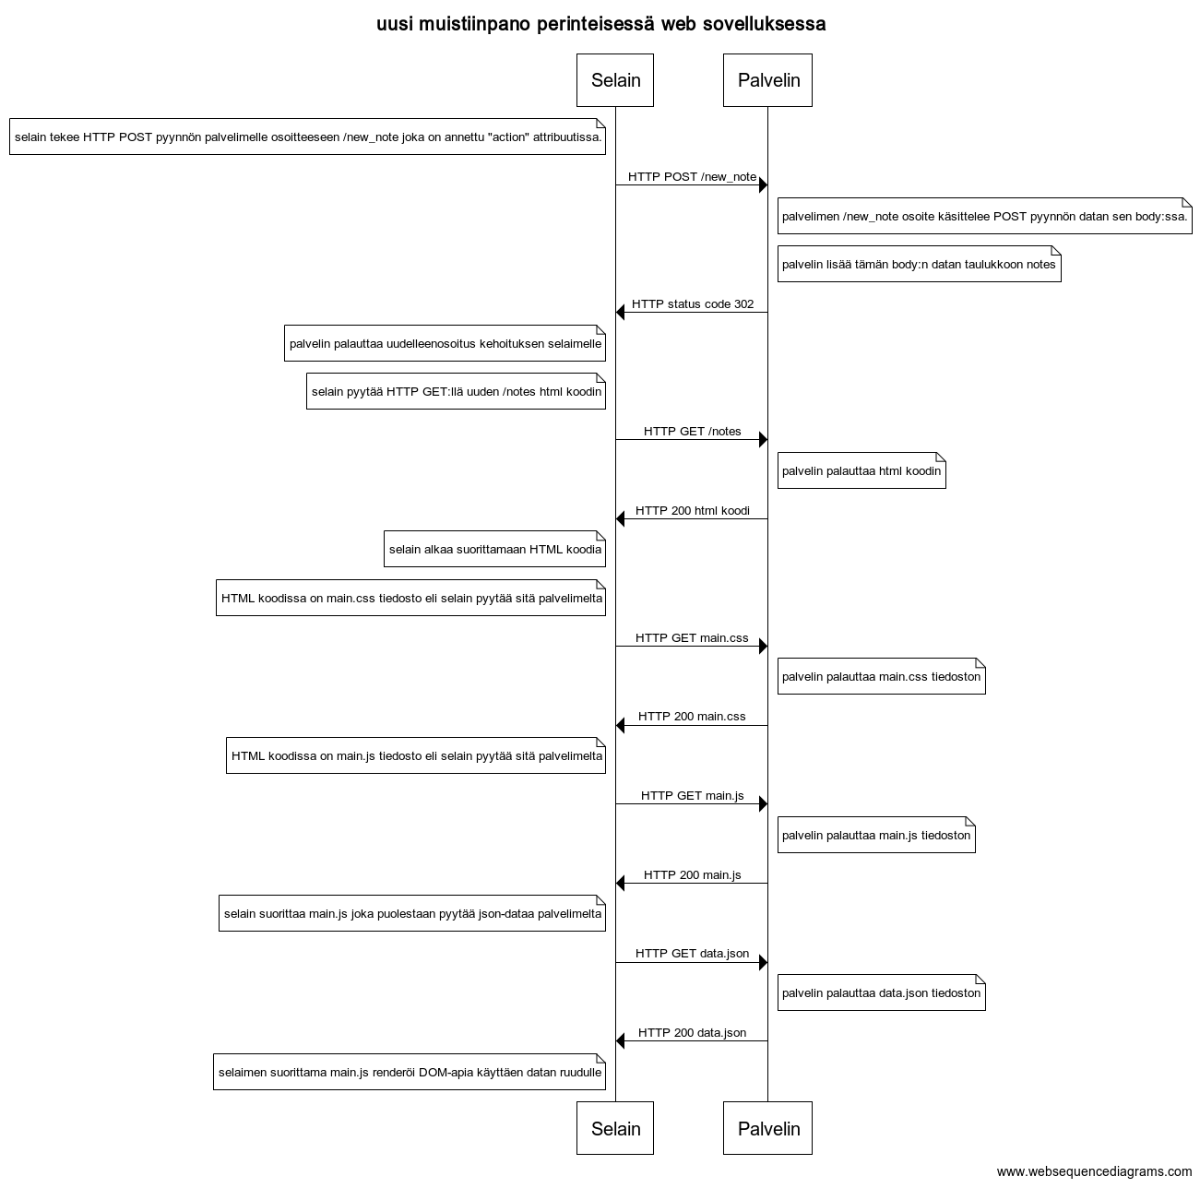 uusi muistiinpano perinteisessä web sovelluksessa
Selain
Palvelin
selain tekee HTTP POST pyynnön palvelimelle osoitteeseen /new_note joka on annettu "action" attribuutissa.
HTTP POST /new_note
palvelimen /new_note osoite käsittelee POST pyynnön datan sen body:ssa.
palvelin lisää tämän body:n datan taulukkoon notes
HTTP status code 302
palvelin palauttaa uudelleenosoitus kehoituksen selaimelle
selain pyytää HTTP GET:llä uuden /notes html koodin
HTTP GET /notes
palvelin palauttaa html koodin
HTTP 200 html koodi
selain alkaa suorittamaan HTML koodia
HTML koodissa on main.css tiedosto eli selain pyytää sitä palvelimelta
HTTP GET main.css
palvelin palauttaa main.css tiedoston
HTTP 200 main.css
HTML koodissa on main.js tiedosto eli selain pyytää sitä palvelimelta
HTTP GET main.js
palvelin palauttaa main.js tiedoston
HTTP 200 main.js
selain suorittaa main.js joka puolestaan pyytää json-dataa palvelimelta
HTTP GET data.json
palvelin palauttaa data.json tiedoston
HTTP 200 data.json
selaimen suorittama main.js renderöi DOM-apia käyttäen datan ruudulle
Selain
Palvelin
www.websequencediagrams.com